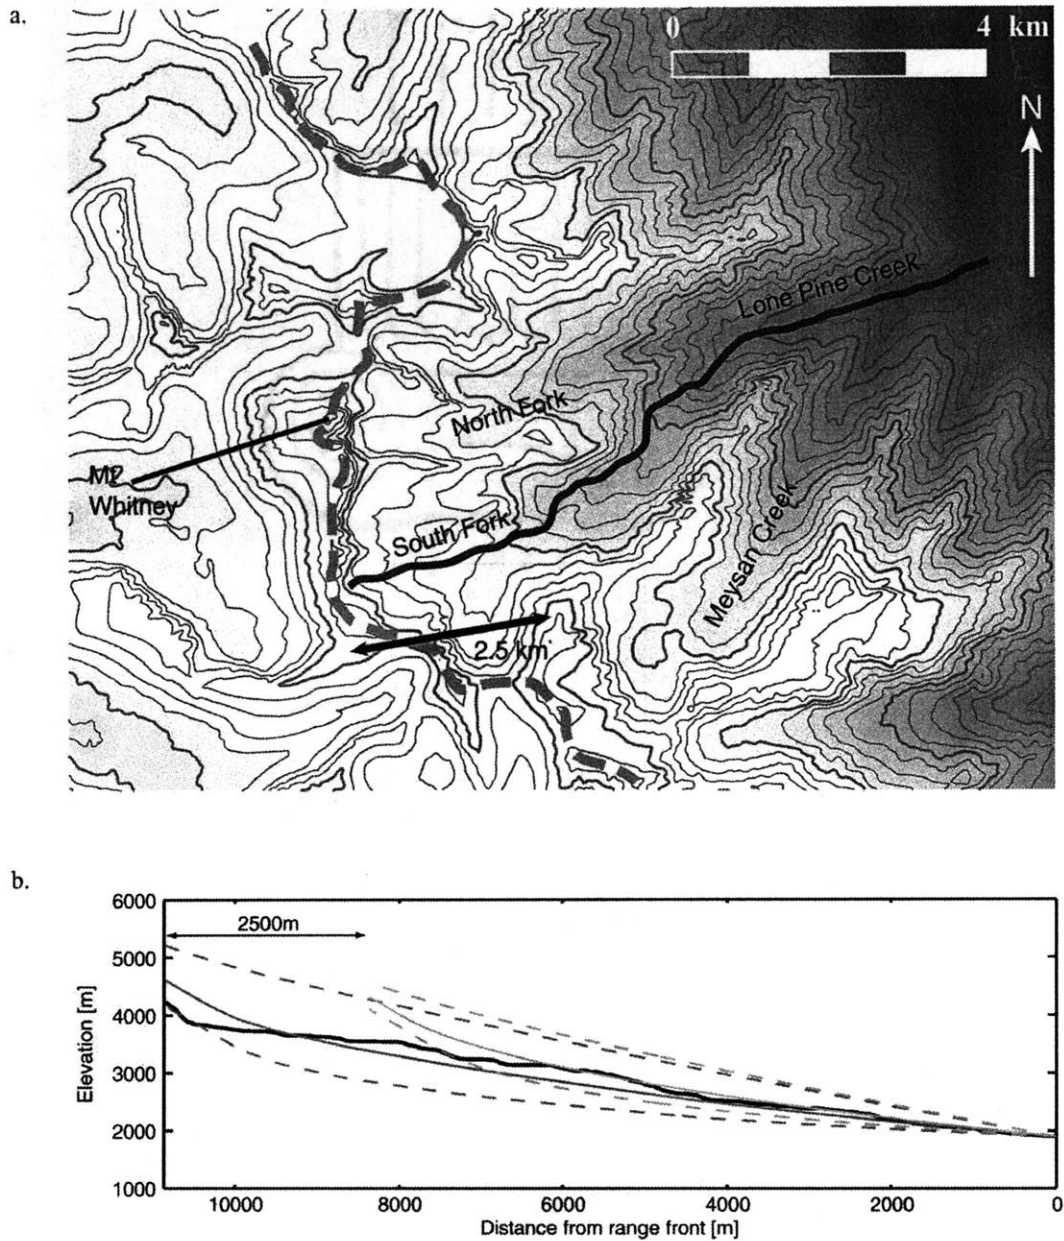 a.
0 4 km
N
Lone Pine Creek
North Fork
Mt.
Whitney
South Fork
Meysan Creek
2.5 km
b.
6000
2500m
5000
4000
3000
2000
1000
Elevation [m]
10000 8000 6000 4000 2000 0
Distance from range front [m]